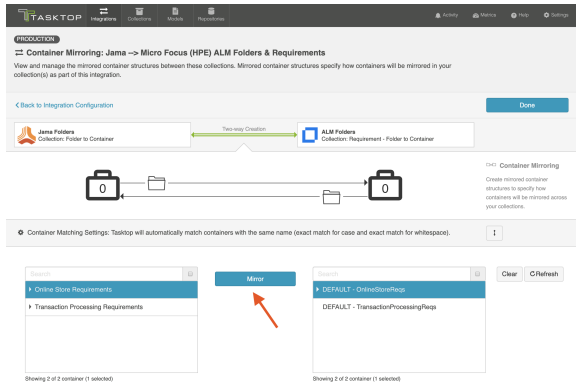 TASKTOP
Integrations
Collections
Models
Repositories
Activity
Metrics
Help
Settings
PRODUCTION
Container Mirroring: Jama --> Micro Focus (HPE) ALM Folders & Requirements
View and manage the mirrored container structures between these collections. Mirrored container structures specify how containers will be mirrored in your
collection(s) as part of this integration.
Back to Integration Configuration
Done
Jama Folders
Collection: Folder to Container
Two-way Creation
ALM Folders
Collection: Requirement - Folder to Container
0
0
Container Mirroring
Create mirrored container
structures to specify how
containers will be mirrored across
your collections.
Container Matching Settings: Tasktop will automatically match containers with the same name (exact match for case and exact match for whitespace).
Search
Mirror
Search
Clear
Refresh
Online Store Requirements
Transaction Processing Requirements
DEFAULT - OnlineStoreReqs
DEFAULT - TransactionProcessingReqs
Showing 2 of 2 container (1 selected)
Showing 2 of 2 container (1 selected)